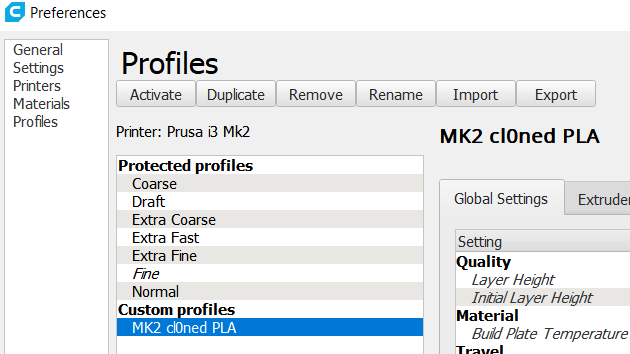 Preferences
General
Settings
Printers
Materials
Profiles
Profiles
Activate Duplicate Remove Rename Import Export
Printer: Prusa i3 Mk2
Protected profiles
Coarse
Draft
Extra Coarse
Extra Fast
Extra Fine
Fine
Normal
Custom profiles
MK2 cl0ned PLA
MK2 cl0ned PLA
Global Settings Extruder
Setting
Quality
Layer Height
Initial Layer Height
Material
Build Plate Temperature
Travel